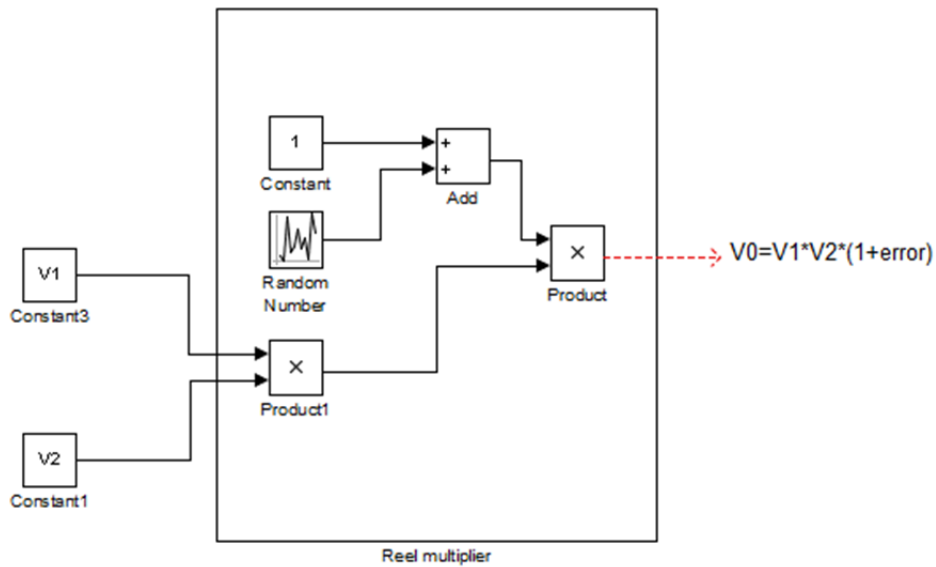 1
Constant
+
+
Add
Random
Number
×
Product
V0=V1*V2*(1+error)
V1
Constant3
×
Product1
V2
Constant1
Reel multiplier